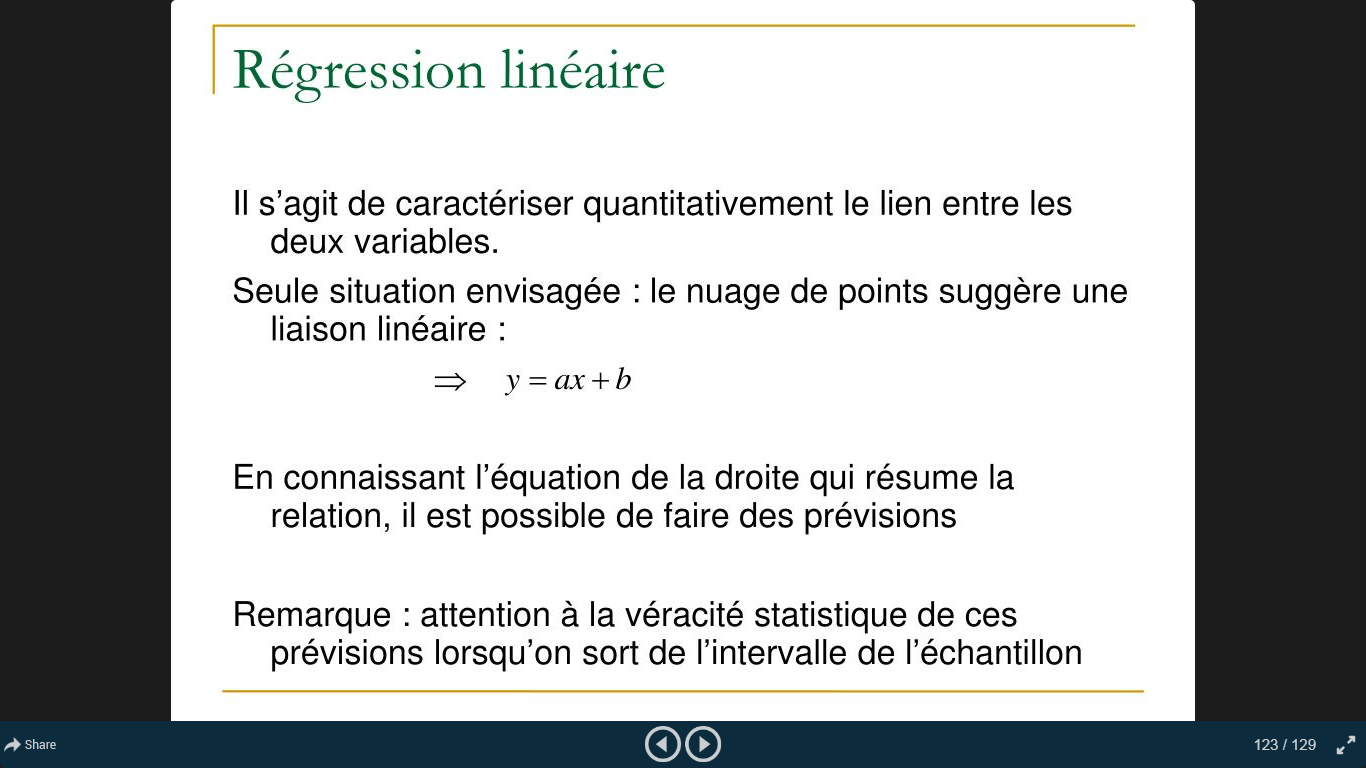 Régression linéaire
Il s’agit de caractériser quantitativement le lien entre les
deux variables.
Seule situation envisagée : le nuage de points suggère une
liaison linéaire :
⇒ y = ax + b
En connaissant l’équation de la droite qui résume la
relation, il est possible de faire des prévisions
Remarque : attention à la véracité statistique de ces
prévisions lorsqu’on sort de l’intervalle de l’échantillon
Share
123 / 129